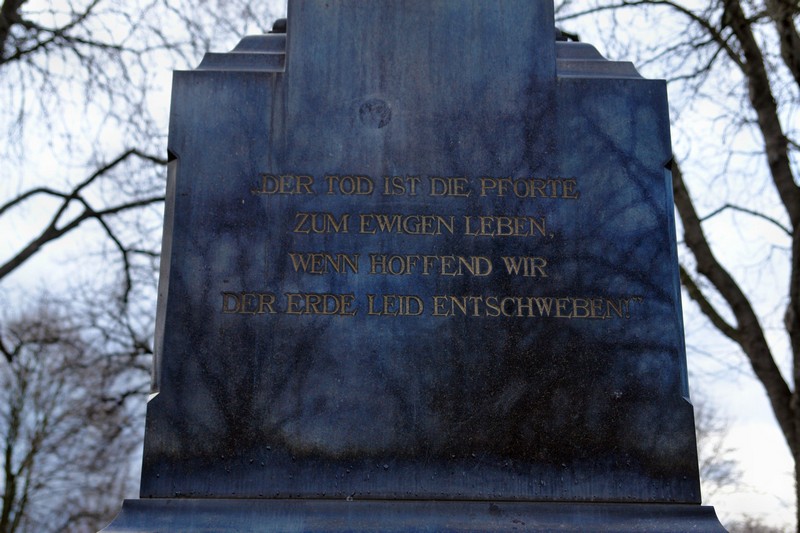 „DER TOD IST DIE PFORTE
ZUM EWIGEN LEBEN,
WENN HOFFEND WIR
DER ERDE LEID ENTSCHWEBEN!"